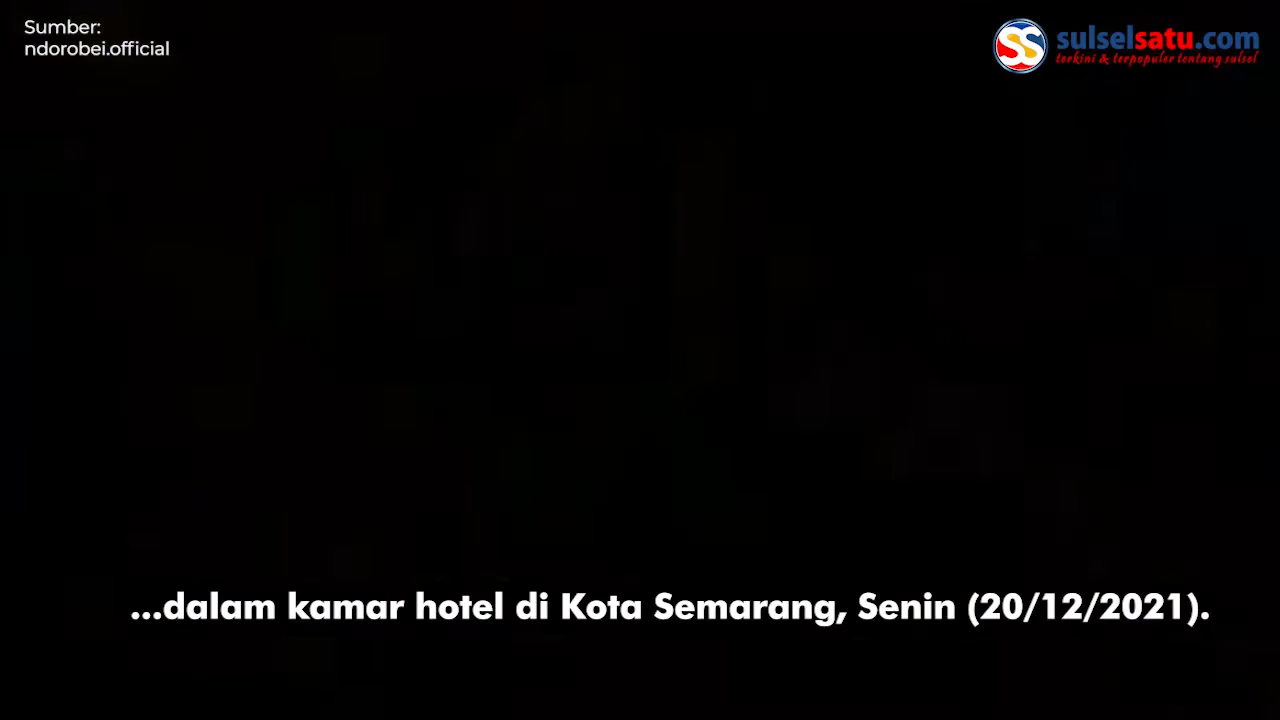 Sumber:
ndorobei.official
SS
sulselsatu.com
terkini & terpopuler tentang sulsel
...dalam kamar hotel di Kota Semarang, Senin (20/12/2021).